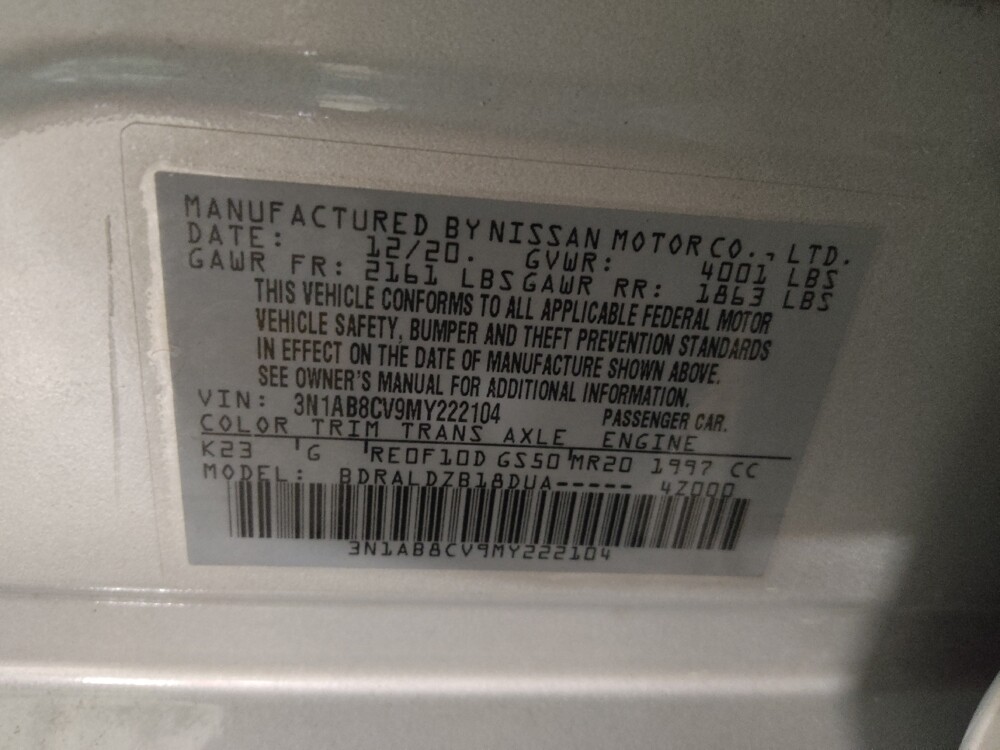 MANUFACTURED BY NISSAN MOTOR CO., LTD.
DATE: 12/20. GVWR: 4001 LBS
GAWR FR: 2161 LBS GAWR RR: 1863 LBS
THIS VEHICLE CONFORMS TO ALL APPLICABLE FEDERAL MOTOR
VEHICLE SAFETY, BUMPER AND THEFT PREVENTION STANDARDS
IN EFFECT ON THE DATE OF MANUFACTURE SHOWN ABOVE.
SEE OWNER'S MANUAL FOR ADDITIONAL INFORMATION.
VIN: 3N1AB8CV9MY222104 PASSENGER CAR.
COLOR TRIM TRANS AXLE ENGINE
K23 G RE0F10D GS50 MR20 1997 CC
MODEL: BDRALDZB18DUA----- 4Z000
3N1AB8CV9MY222104